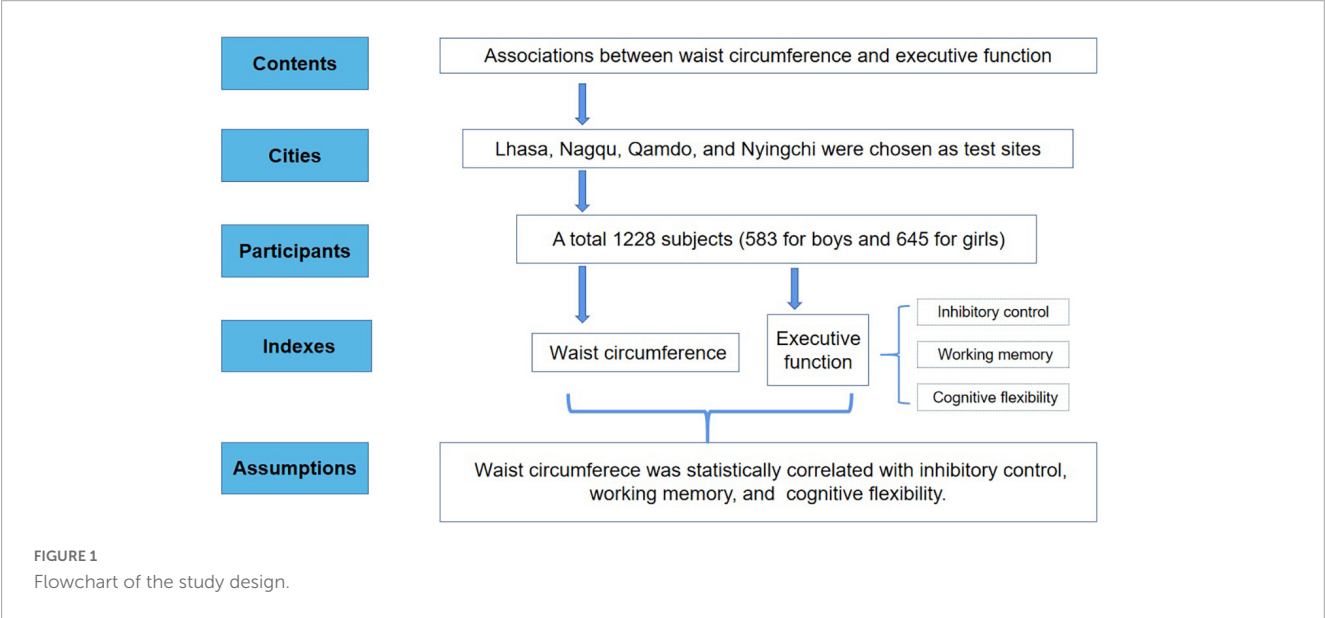 Contents
Associations between waist circumference and executive function
Cities
Lhasa, Nagqu, Qamdo, and Nyingchi were chosen as test sites
Participants
A total 1228 subjects (583 for boys and 645 for girls)
Indexes
Waist circumference
Executive
function
Inhibitory control
Working memory
Cognitive flexibility
Assumptions
Waist circumferece was statistically correlated with inhibitory control,
working memory, and cognitive flexibility.
FIGURE 1
Flowchart of the study design.